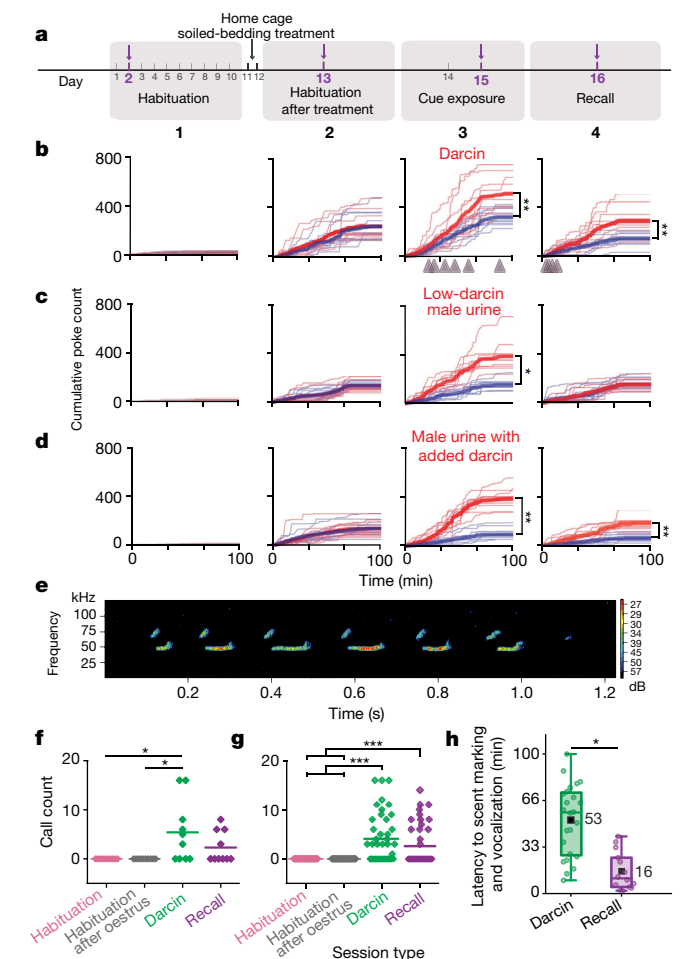 a
Home cage
soiled-bedding treatment
Day
1 2 3 4 5 6 7 8 9 10 11 12 13 14 15 16
Habituation
Habituation
after treatment
Cue exposure
Recall
1 2 3 4
b
800
400
0
Darcin
**
**
c
Cumulative poke count
800
400
0
Low-darcin
male urine
*
d
800
400
0
Male urine with
added darcin
**
**
0 100 0 100 0 100 0 100
Time (min)
e
kHz
Frequency
100
75
50
25
0.2 0.4 0.6 0.8 1.0 1.2
Time (s)
27
29
30
32
34
39
45
50
57
dB
f
Call count
20
10
0
*
*
Habituation
Habituation
after oestrus
Darcin
Recall
g
20
10
0
***
***
Habituation
Habituation
after oestrus
Darcin
Recall
Session type
h
Latency to scent marking
and vocalization (min)
100
66
33
0
*
53
16
Darcin
Recall